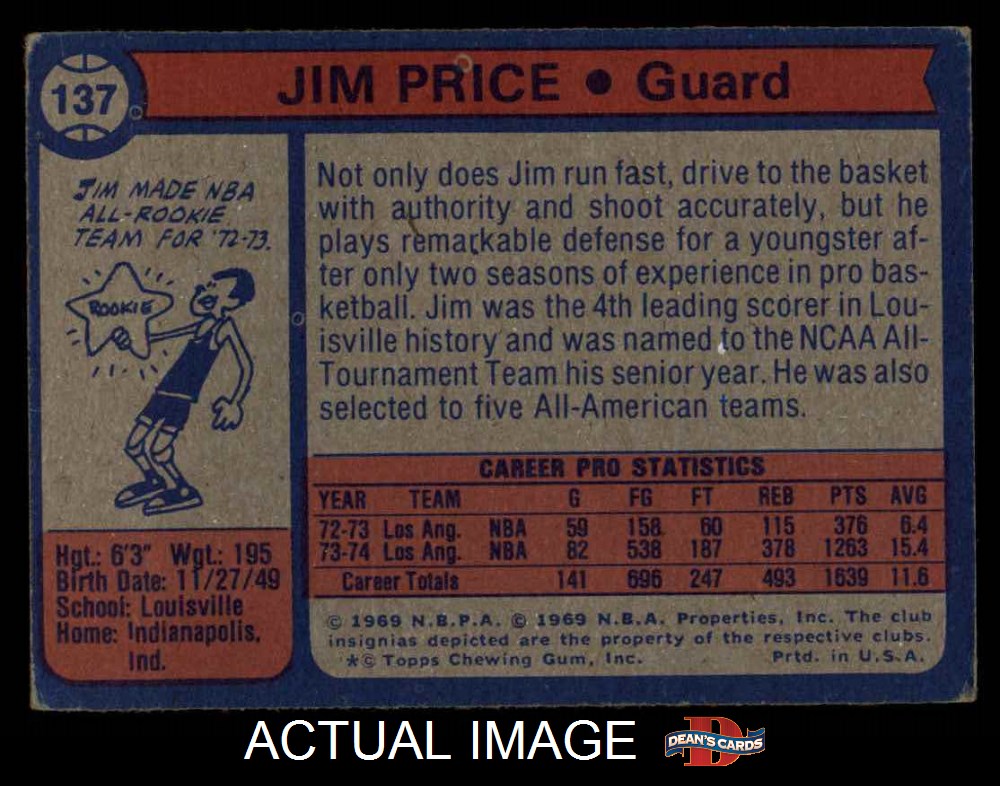 137
JIM PRICE • Guard
JIM MADE NBA
ALL-ROOKIE
TEAM FOR '72-73.
ROOKIE
Hgt.: 6'3" Wgt.: 195
Birth Date: 11/27/49
School: Louisville
Home: Indianapolis,
Ind.
Not only does Jim run fast, drive to the basket
with authority and shoot accurately, but he
plays remarkable defense for a youngster af-
ter only two seasons of experience in pro bas-
ketball. Jim was the 4th leading scorer in Lou-
isville history and was named to the NCAA All-
Tournament Team his senior year. He was also
selected to five All-American teams.
CAREER PRO STATISTICS
YEAR TEAM G FG FT REB PTS AVG
72-73 Los Ang. NBA 59 158 60 115 376 6.4
73-74 Los Ang. NBA 82 538 187 378 1263 15.4
Career Totals 141 696 247 493 1639 11.6
© 1969 N.B.P.A. © 1969 N.B.A. Properties, Inc. The club
insignias depicted are the property of the respective clubs.
*© Topps Chewing Gum, Inc. Prtd. in U.S.A.
ACTUAL IMAGE
D
DEAN'S CARDS